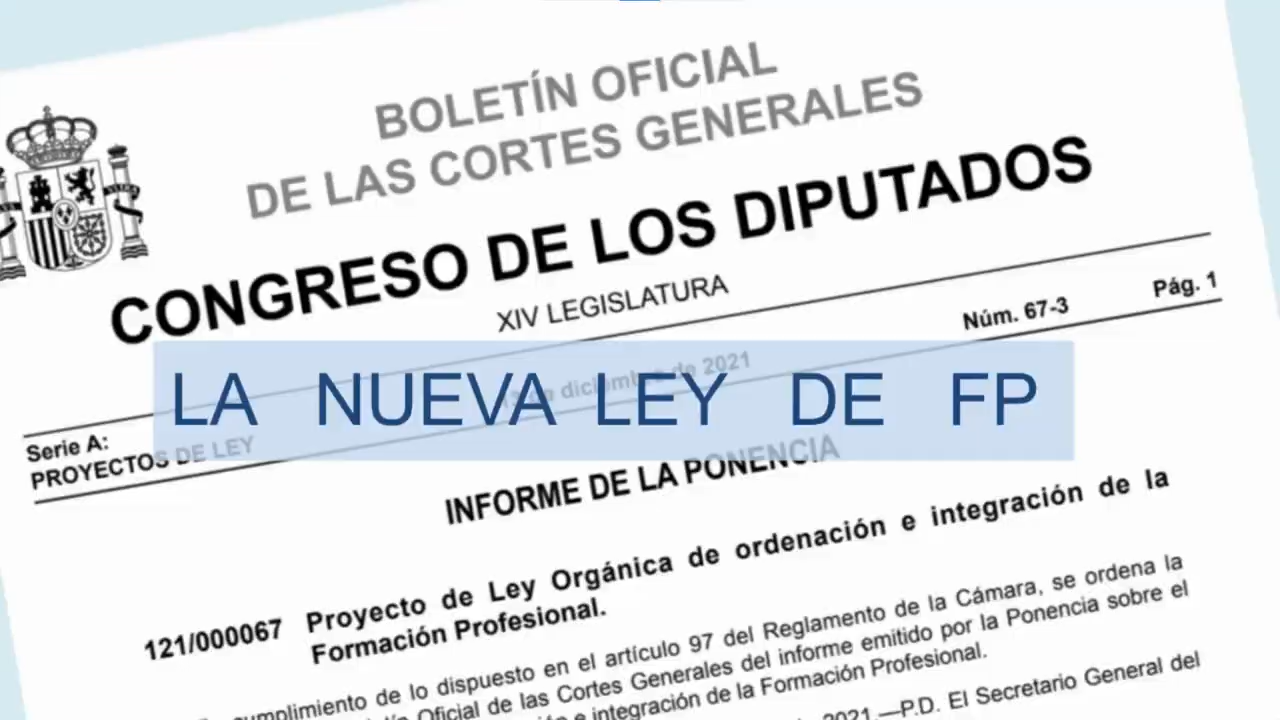 BOLETÍN OFICIAL
DE LAS CORTES GENERALES
CONGRESO DE LOS DIPUTADOS
XIV LEGISLATURA
Serie A:
PROYECTOS DE LEY
de diciembre de 2021
Núm. 67-3
Pág. 1
LA NUEVA LEY DE FP
INFORME DE LA PONENCIA
121/000067 Proyecto de Ley Orgánica de ordenación e integración de la
Formación Profesional.
dispuesto en el artículo 97 del Reglamento de la Cámara, se ordena la
Oficial de las Cortes Generales del informe emitido por la Ponencia sobre el
e integración de la Formación Profesional.
2021.—P.D. El Secretario General del